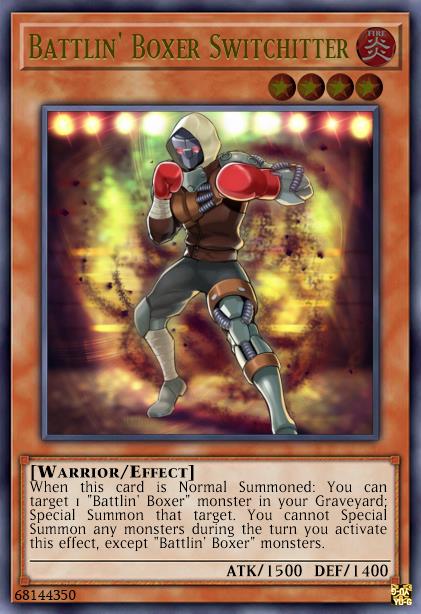 BATTLIN' BOXER SWITCHITTER
FIRE
炎
[WARRIOR/EFFECT]
When this card is Normal Summoned: You can
target 1 "Battlin' Boxer" monster in your Graveyard;
Special Summon that target. You cannot Special
Summon any monsters during the turn you activate
this effect, except "Battlin' Boxer" monsters.
ATK/1500 DEF/1400
68144350